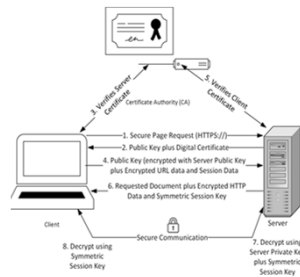 3. Verifies Server
Certificate
5. Verifies Client
Certificate
Certificate Authority (CA)
1. Secure Page Request (HTTPS://)
2. Public Key plus Digital Certificate
4. Public Key (encrypted with Server Public Key
plus Encrypted URL data and Session Data
6. Requested Document plus Encrypted HTTP
Data and Symmetric Session Key
Client
Server
Secure Communication
8. Decrypt using
Symmetric
Session Key
7. Decrypt using
Server Private Key
plus Symmetric
Session Key